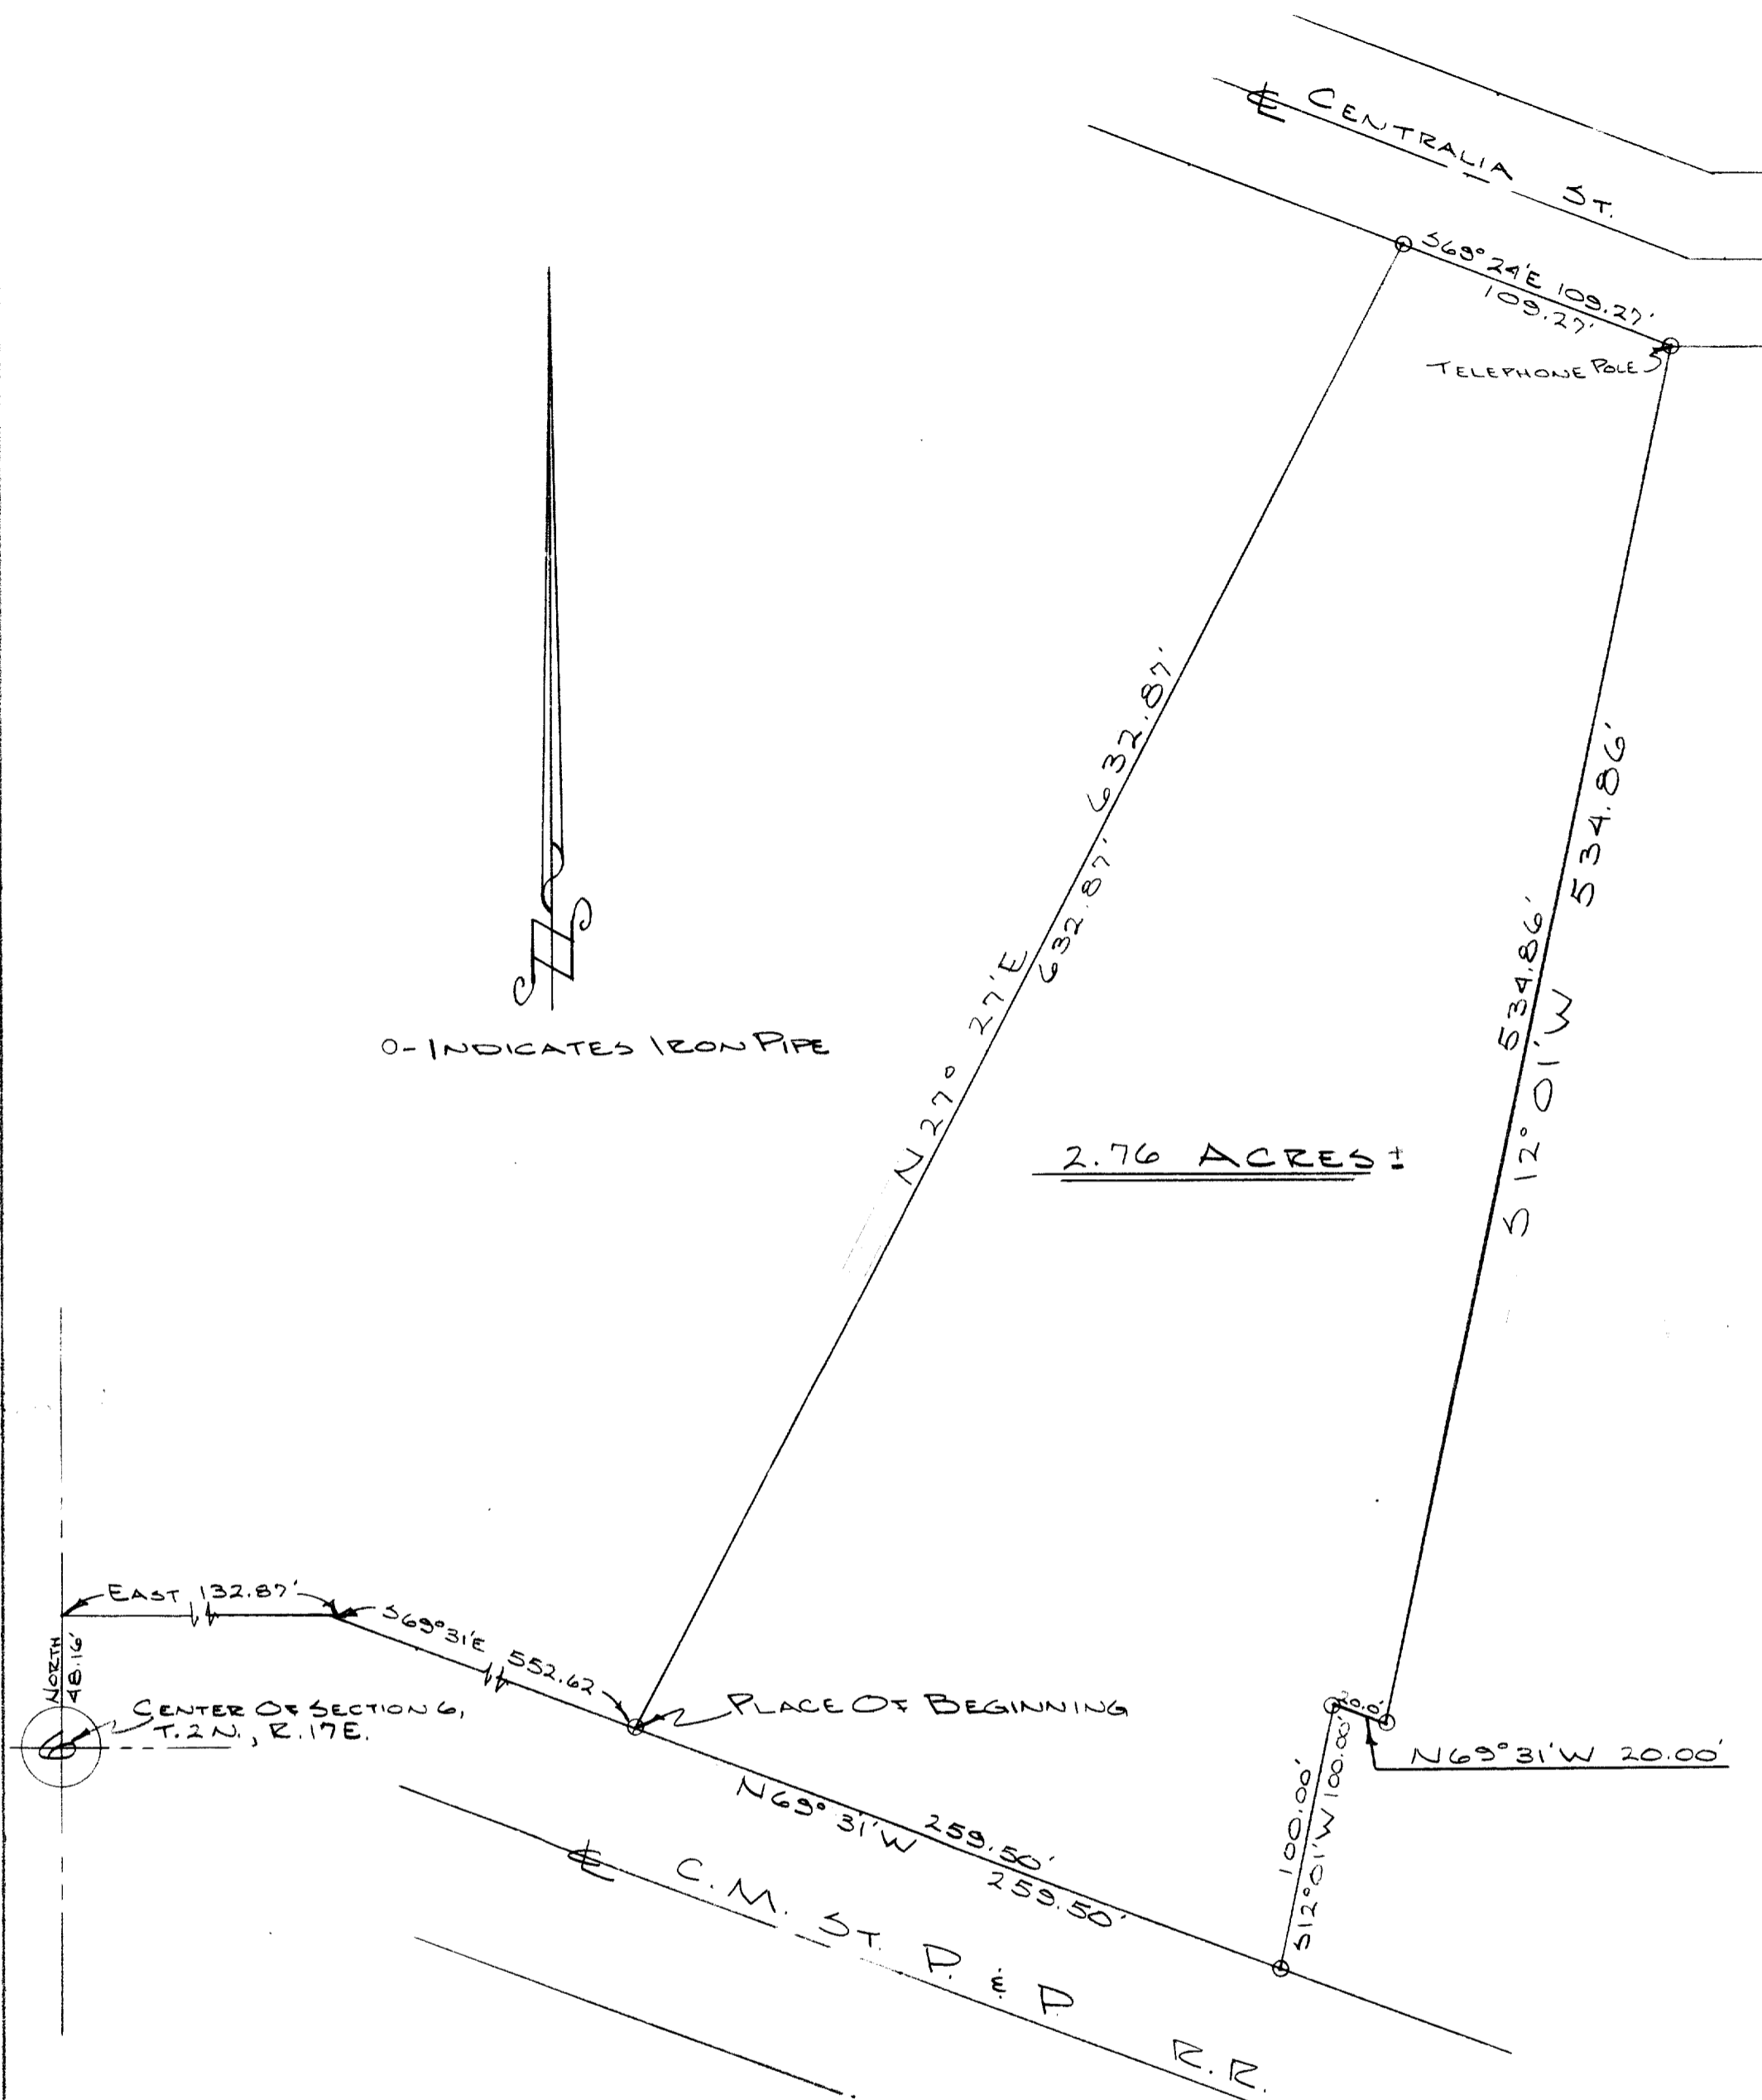 ℄ CENTRALIA ST.
S69°24'E 109.27'
109.27'
TELEPHONE POLE
632.87'
632.87'
N 27° 27'E
534.86'
534.86'
S 12° 01' W
O-INDICATES IRON PIPE
2.76 ACRES ±
EAST 132.87'
S69°31'E 552.62
NORTH
48.16'
6
CENTER OF SECTION 6,
T.2N., R.17E.
PLACE OF BEGINNING
20.0'
N69°31'W 20.00'
100.00'
S12°01'W 100.00'
N69°31'W 259.50'
259.50'
℄ C.M. ST. P. & P. R.R.